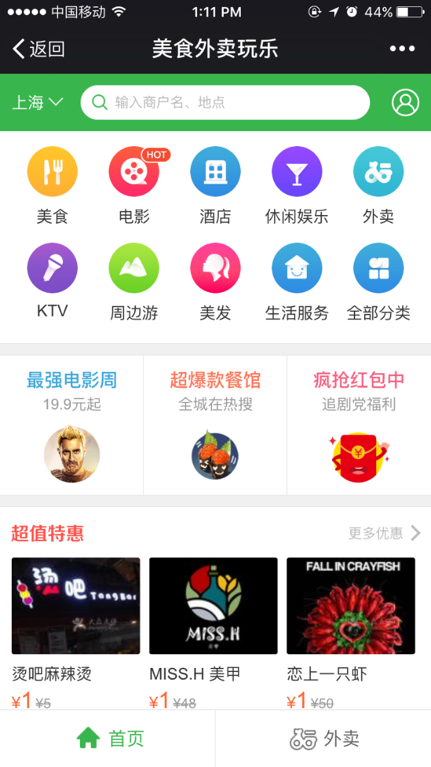 中国移动 1:11 PM 44%
返回 美食外卖玩乐
上海 输入商户名、地点
HOT
美食 电影 酒店 休闲娱乐 外卖
KTV 周边游 美发 生活服务 全部分类
最强电影周 超爆款餐馆 疯抢红包中
19.9元起 全城在热搜 追剧党福利
¥
超值特惠 更多优惠
FALL IN CRAYFISH
烫吧 TongBar
MISS.H
美甲
烫吧麻辣烫 MISS.H 美甲 恋上一只虾
¥1 ¥5 ¥1 ¥48 ¥1 ¥50
首页 外卖